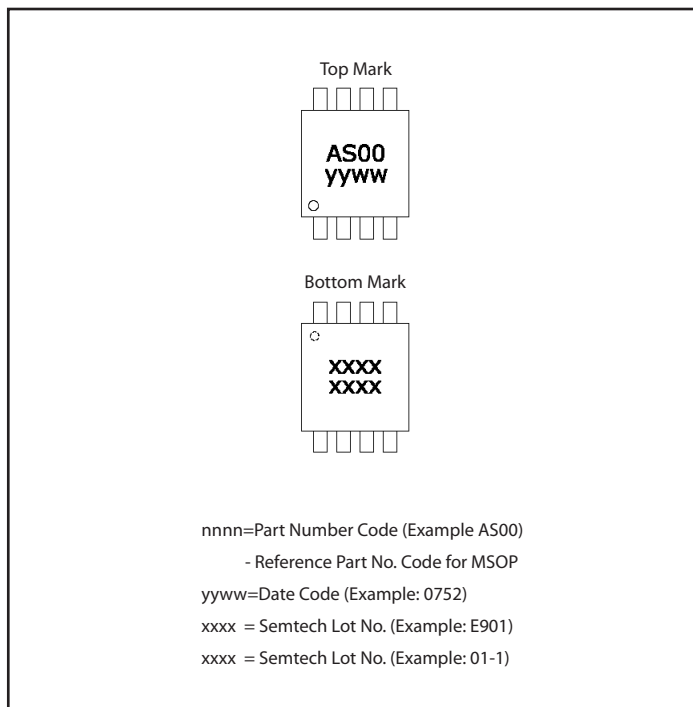 Top Mark
AS00
yyww
Bottom Mark
xxxx
xxxx
nnnn=Part Number Code (Example AS00)
- Reference Part No. Code for MSOP
yyww=Date Code (Example: 0752)
xxxx = Semtech Lot No. (Example: E901)
xxxx = Semtech Lot No. (Example: 01-1)